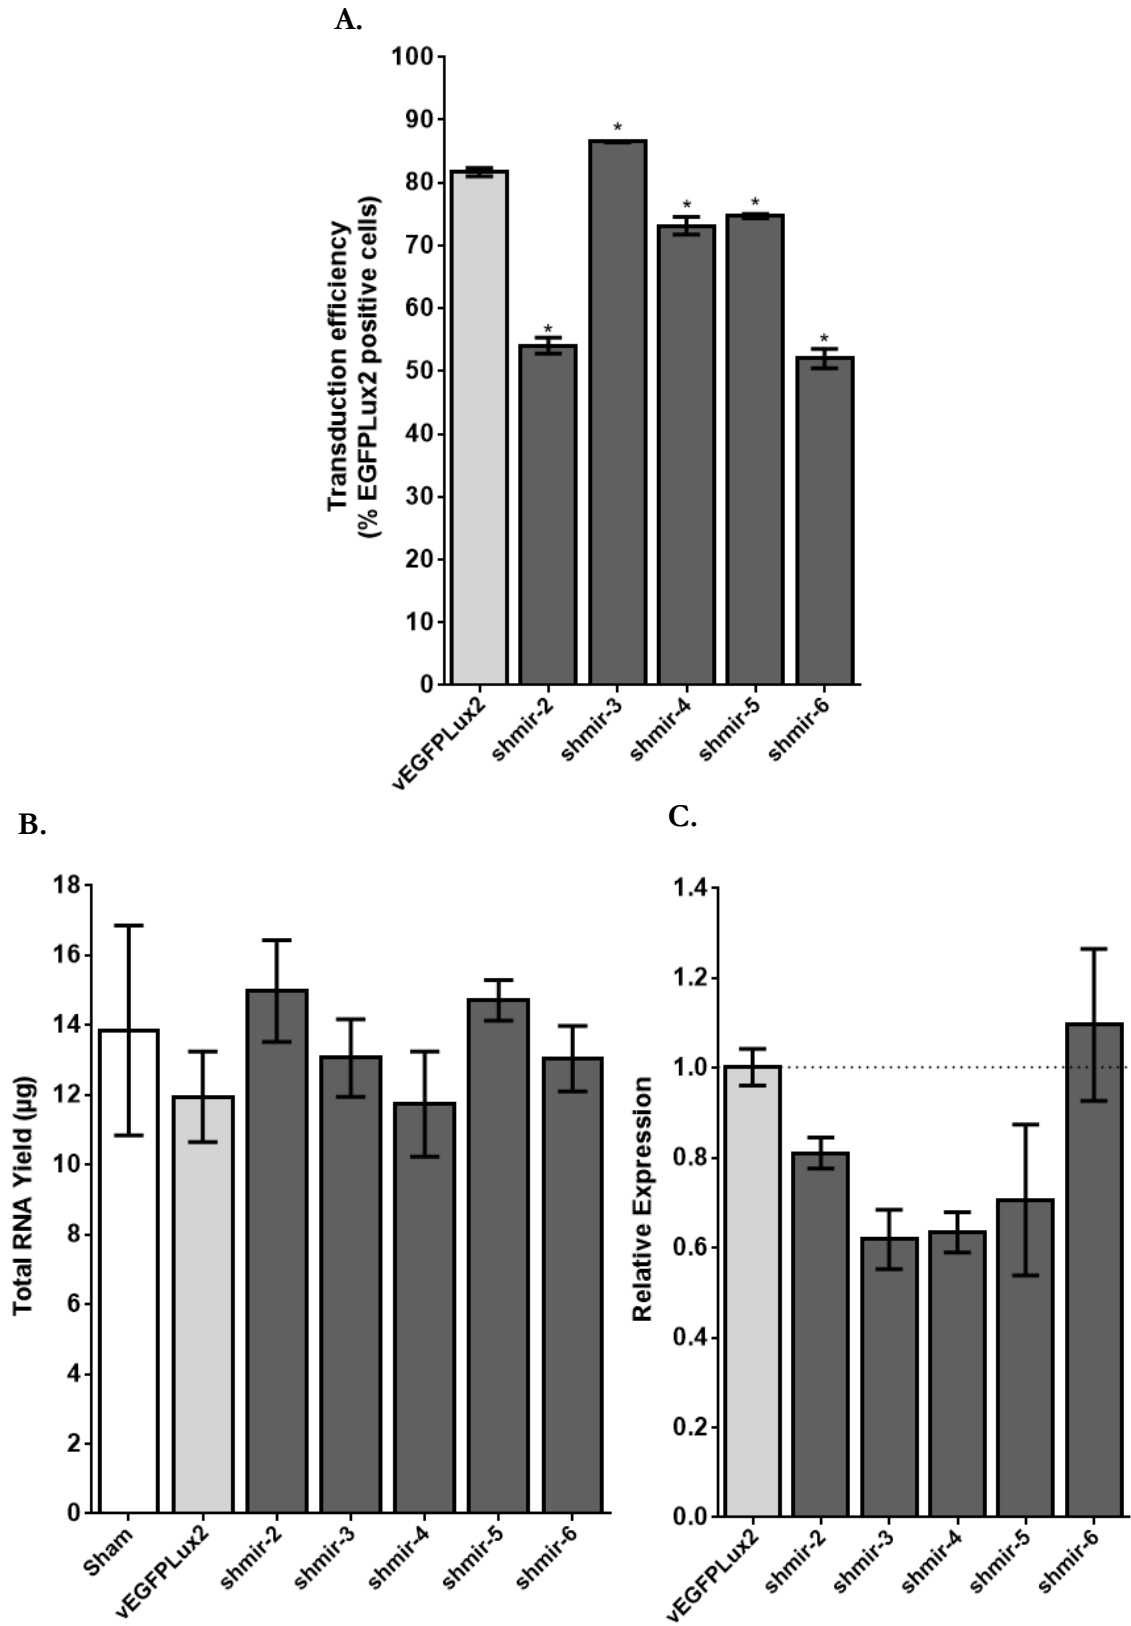 A.
100
90
80
70
60
50
40
30
20
10
0
Transduction efficiency
(% EGFPLux2 positive cells)
*
*
*
*
*
vEGFPLux2
shmir-2
shmir-3
shmir-4
shmir-5
shmir-6
B.
18
16
14
12
10
8
6
4
2
0
Total RNA Yield (µg)
Sham
vEGFPLux2
shmir-2
shmir-3
shmir-4
shmir-5
shmir-6
C.
1.4
1.2
1.0
0.8
0.6
0.4
0.2
0.0
Relative Expression
vEGFPLux2
shmir-2
shmir-3
shmir-4
shmir-5
shmir-6